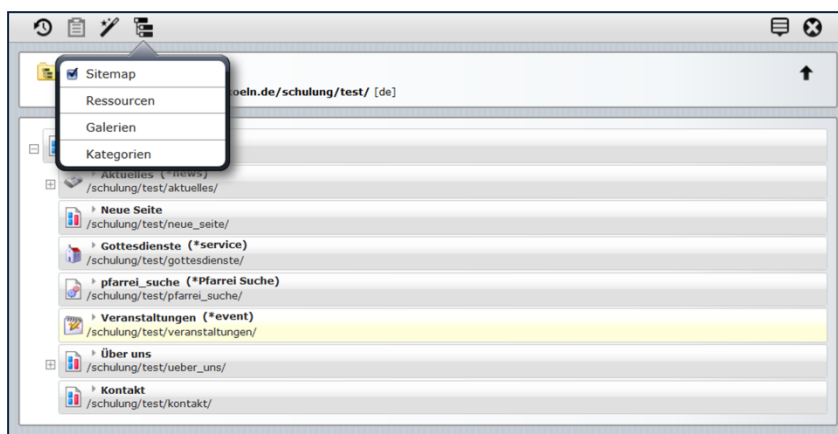 Sitemap
Ressourcen
Galerien
Kategorien
oeln.de/schulung/test/ [de]
Aktuelles (*news)
/schulung/test/aktuelles/
Neue Seite
/schulung/test/neue_seite/
Gottesdienste (*service)
/schulung/test/gottesdienste/
pfarrei_suche (*Pfarrei Suche)
/schulung/test/pfarrei_suche/
Veranstaltungen (*event)
/schulung/test/veranstaltungen/
Über uns
/schulung/test/ueber_uns/
Kontakt
/schulung/test/kontakt/